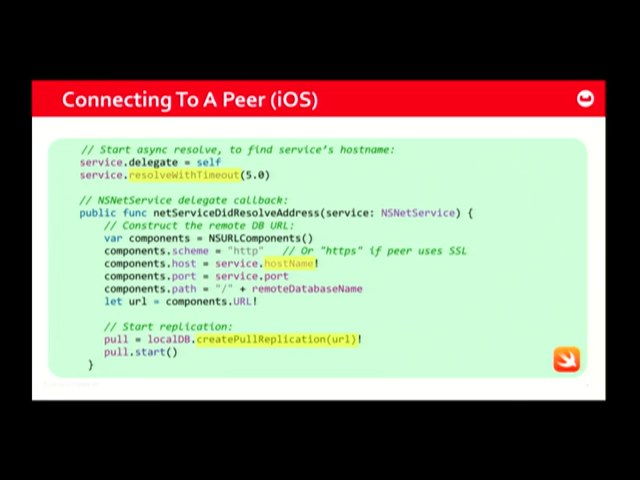 Connecting To A Peer (iOS)
// Start async resolve, to find service's hostname:
service.delegate = self
service.resolveWithTimeout(5.0)
// NSNetService delegate callback:
public func netServiceDidResolveAddress(service: NSNetService) {
// Construct the remote DB URL:
var components = NSURLComponents()
components.scheme = "http" // Or "https" if peer uses SSL
components.host = service.hostName!
components.port = service.port
components.path = "/" + remoteDatabaseName
let url = components.URL!
// Start replication:
pull = localDB.createPullReplication(url)!
pull.start()
}